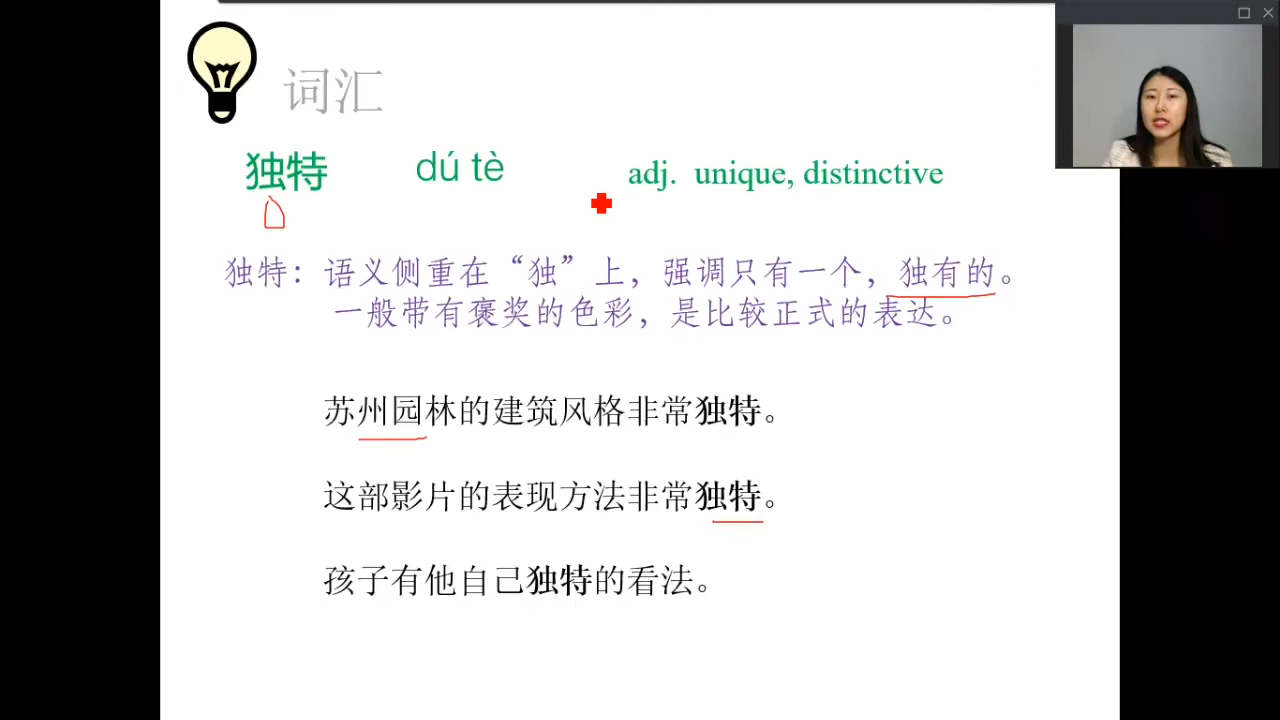 词汇
独特 dú tè adj. unique, distinctive
独特：语义侧重在“独”上，强调只有一个，独有的。
一般带有褒奖的色彩，是比较正式的表达。
苏州园林的建筑风格非常独特。
这部影片的表现方法非常独特。
孩子有他自己独特的看法。